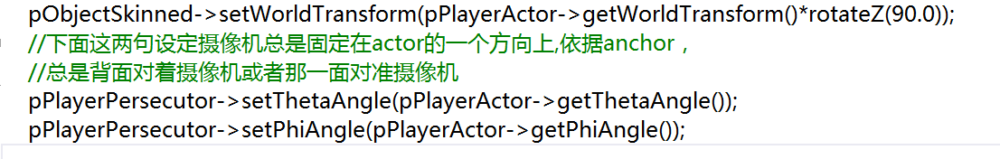 pObjectSkinned->setWorldTransform(pPlayerActor->getWorldTransform()*rotateZ(90.0));
//下面这两句设定摄像机总是固定在actor的一个方向上,依据anchor，
//总是背面对着摄像机或者那一面对准摄像机
pPlayerPersecutor->setThetaAngle(pPlayerActor->getThetaAngle());
pPlayerPersecutor->setPhiAngle(pPlayerActor->getPhiAngle());